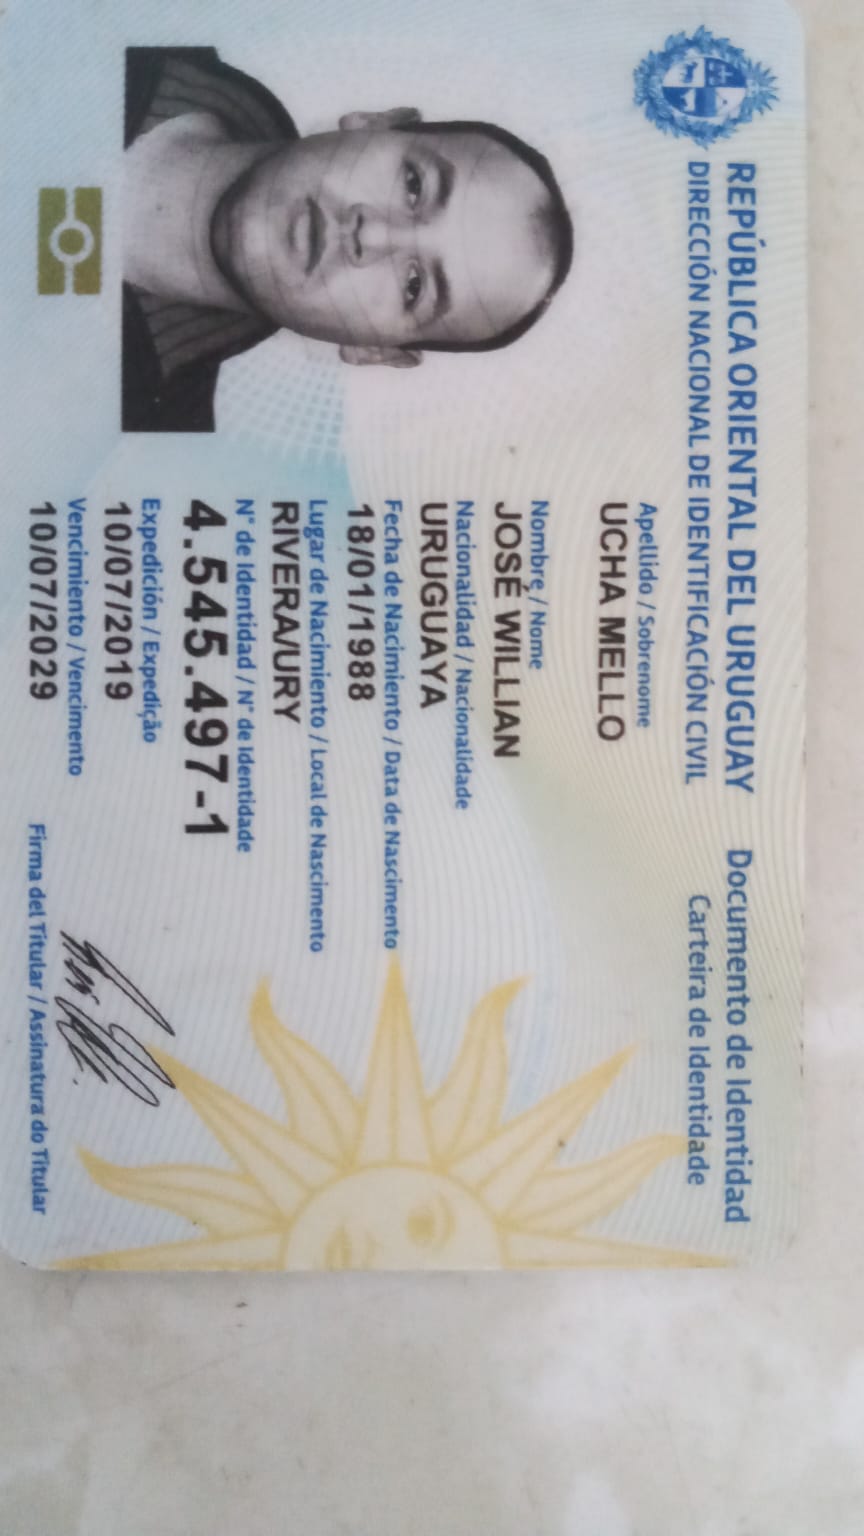 REPÚBLICA ORIENTAL DEL URUGUAY
DIRECCIÓN NACIONAL DE IDENTIFICACIÓN CIVIL
Documento de Identidad
Carteira de Identidade
Apellido / Sobrenome
UCHA MELLO
Nombre / Nome
JOSÉ WILLIAN
Nacionalidad / Nacionalidade
URUGUAYA
Fecha de Nacimiento / Data de Nascimento
18/01/1988
Lugar de Nacimiento / Local de Nascimento
RIVERA/URY
N° de Identidad / N° de Identidade
4.545.497-1
Expedición / Expedição
10/07/2019
Vencimiento / Vencimento
10/07/2029
Firma del Titular / Assinatura do Titular